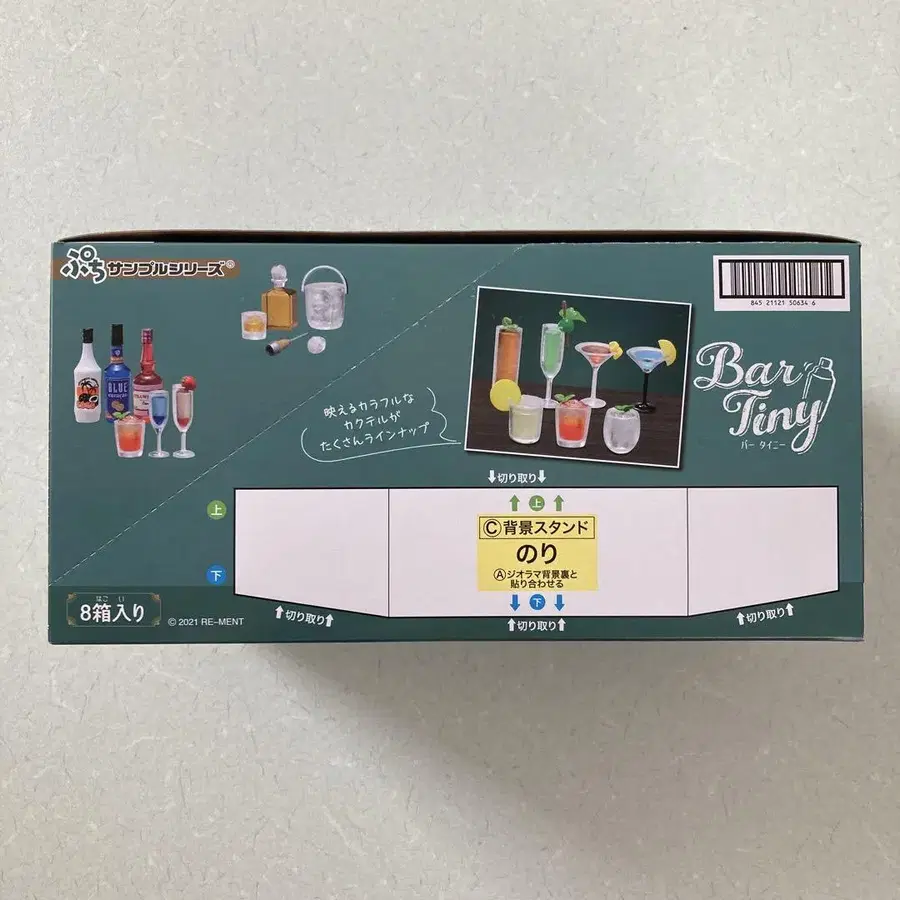 ぷちサンプルシリーズ®
845 21121 50634 6
Bar
Tiny
バー タイニー
BLUE
curaçao
映えるカラフルな
カクテルが
たくさんラインナップ
切り取り
上
上
Ⓒ背景スタンド
のり
Ⓐジオラマ背景裏と
貼り合わせる
下
下
はこ い
8箱入り
© 2021 RE-MENT
切り取り
切り取り
切り取り